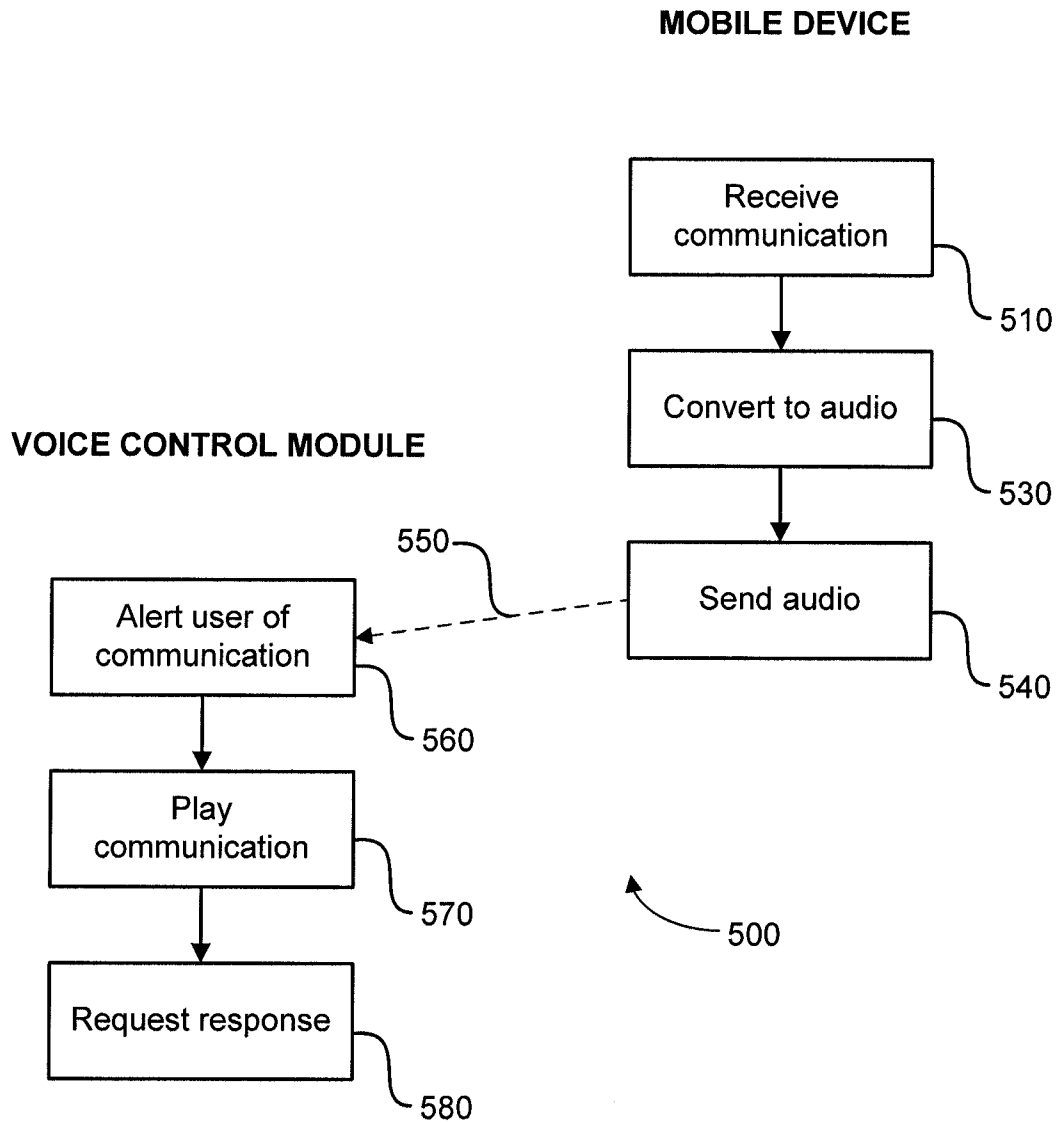 MOBILE DEVICE
Receive
communication
510
Convert to audio
530
VOICE CONTROL MODULE
550
Send audio
540
Alert user of
communication
560
Play
communication
570
500
Request response
580